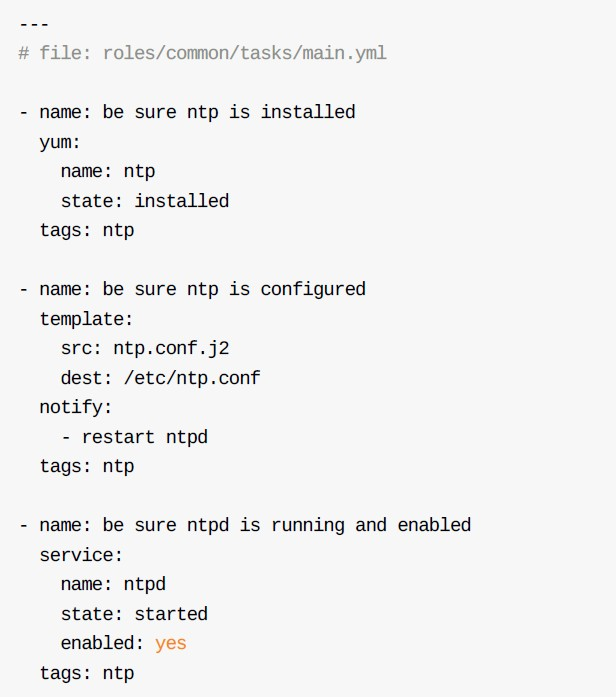 ---
# file: roles/common/tasks/main.yml

- name: be sure ntp is installed
  yum:
    name: ntp
    state: installed
  tags: ntp

- name: be sure ntp is configured
  template:
    src: ntp.conf.j2
    dest: /etc/ntp.conf
  notify:
    - restart ntpd
  tags: ntp

- name: be sure ntpd is running and enabled
  service:
    name: ntpd
    state: started
    enabled: yes
  tags: ntp